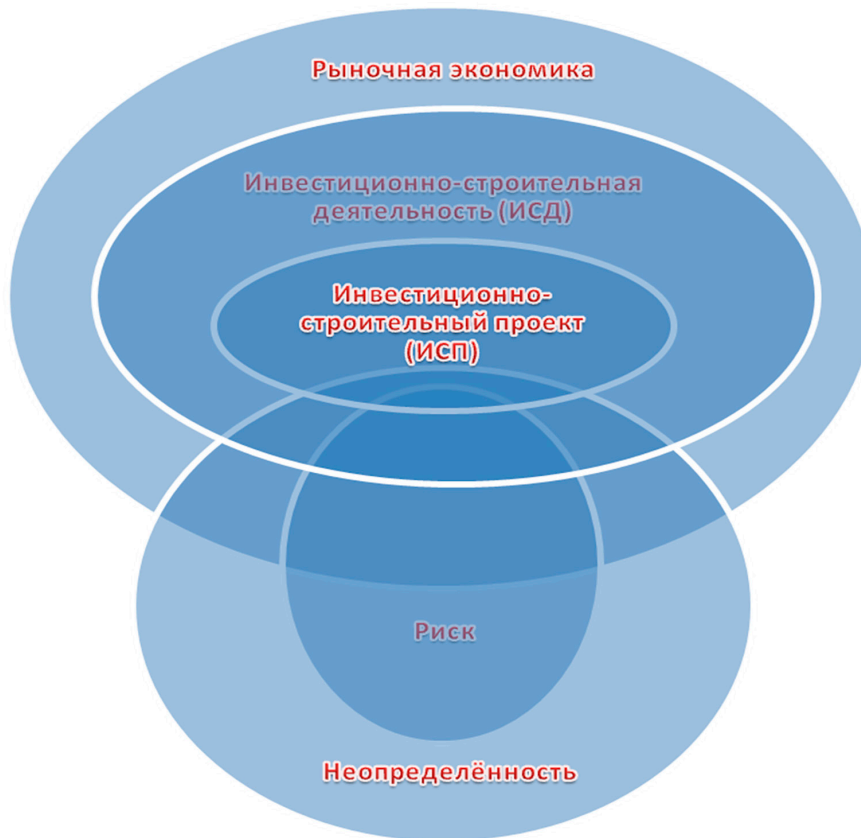 Рыночная экономика
Инвестиционно-строительная
деятельность (ИСД)
Инвестиционно-
строительный проект
(ИСП)
Риск
Неопределённость